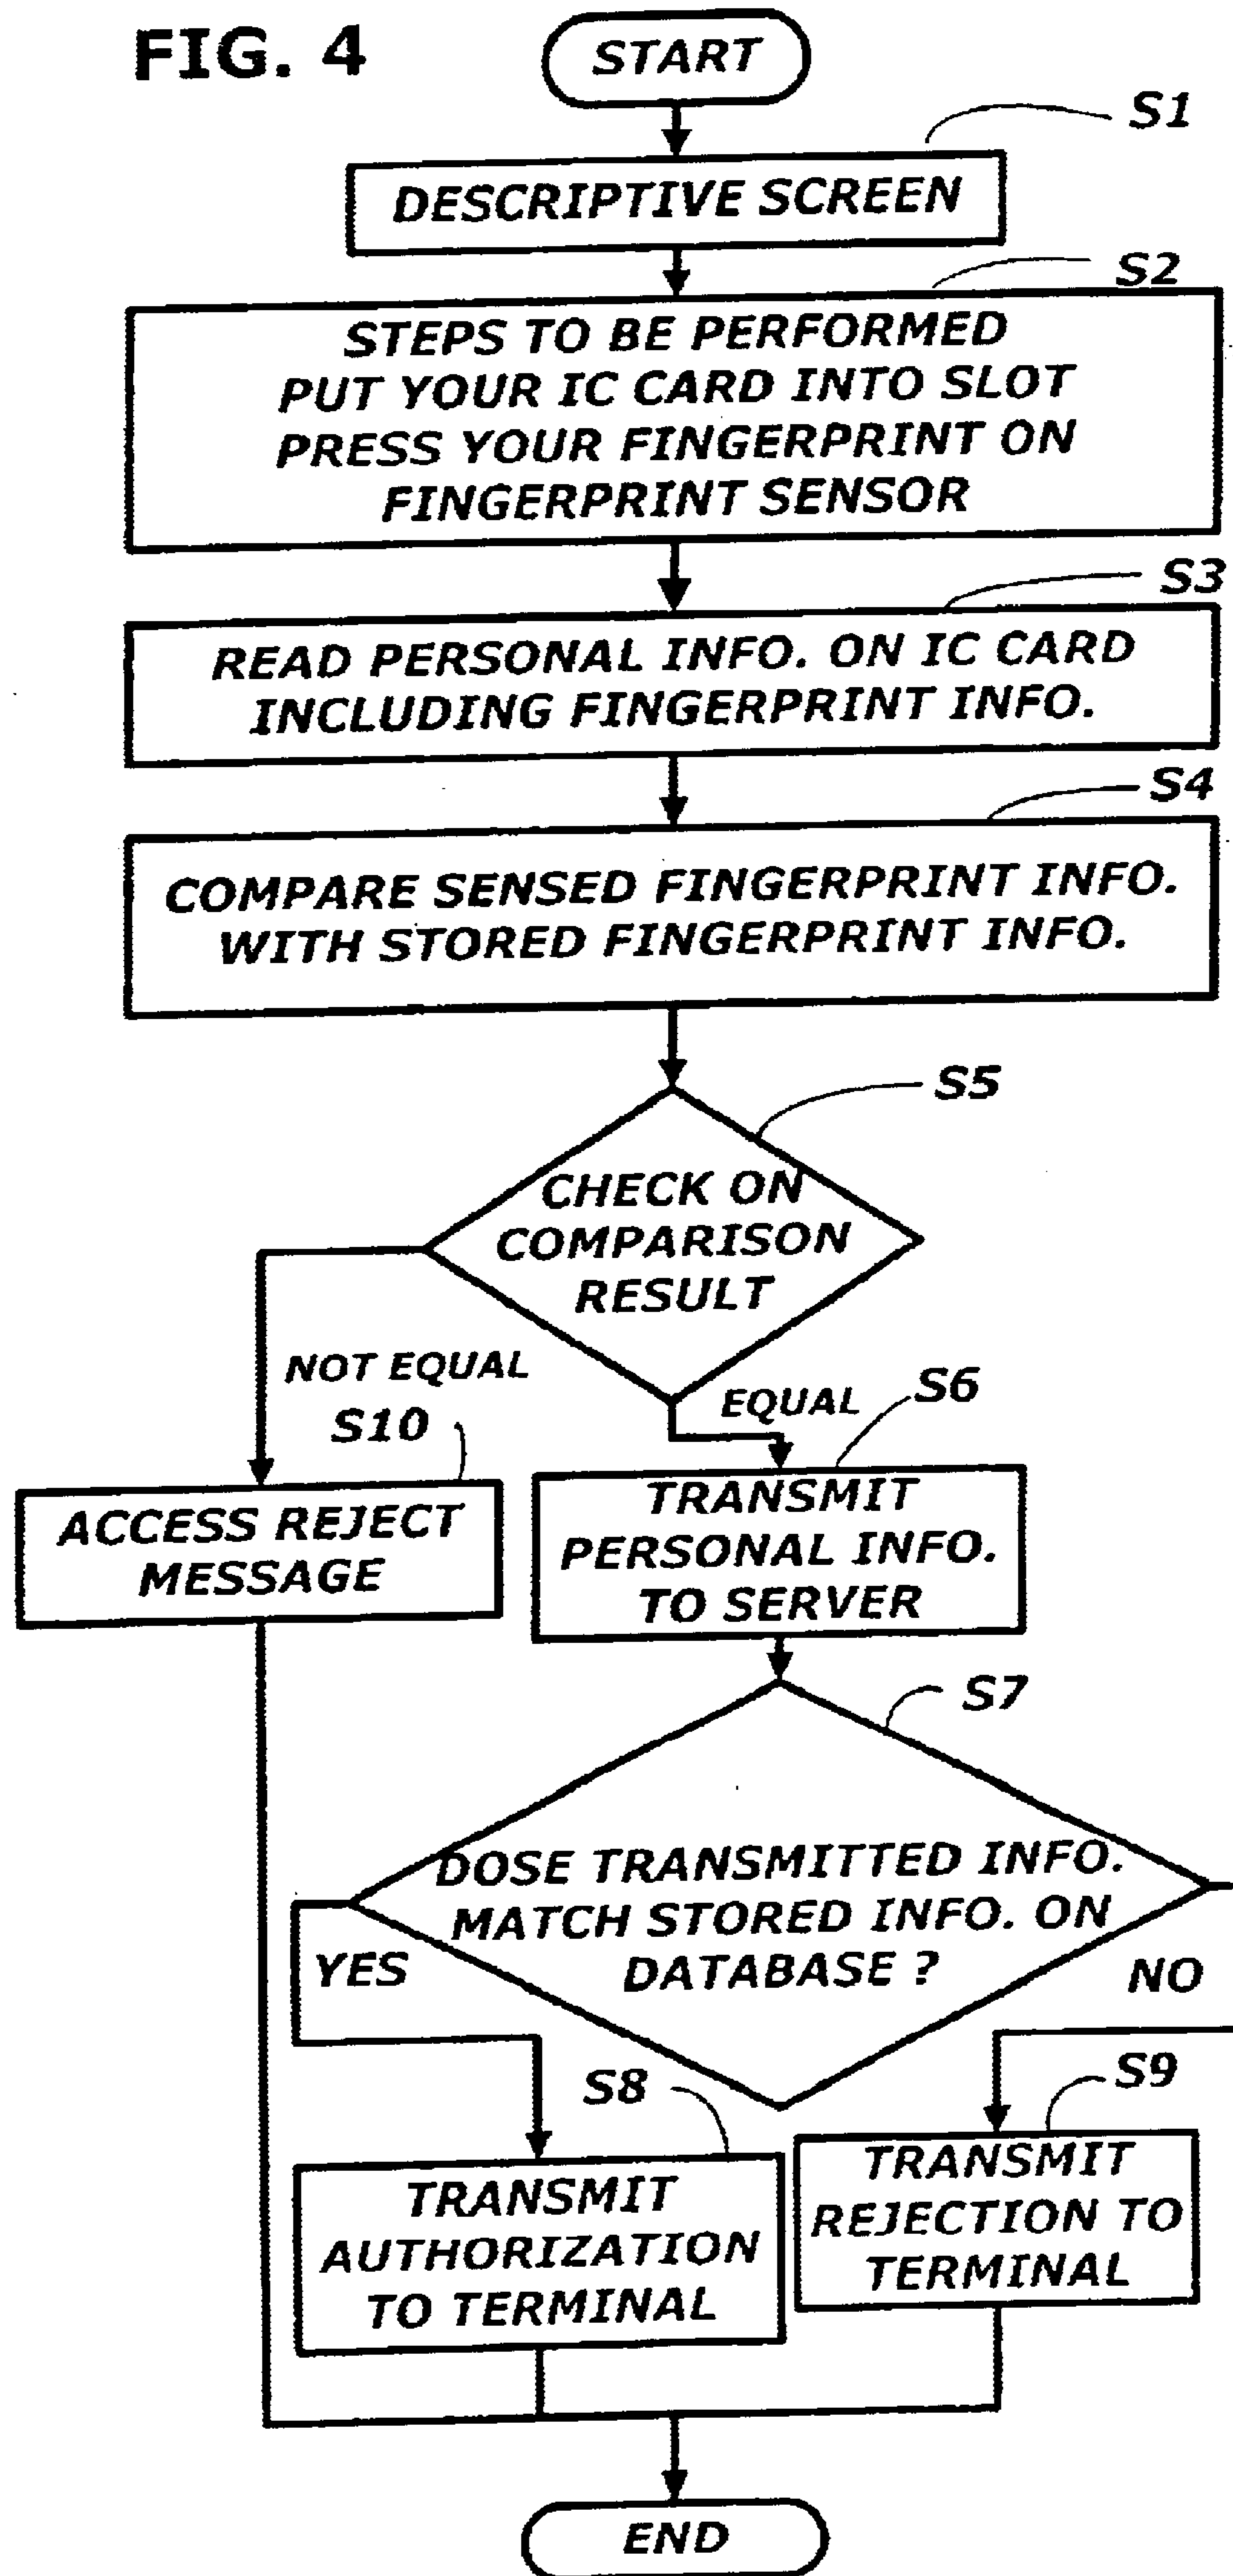 FIG. 4
START
S1
DESCRIPTIVE SCREEN
S2
STEPS TO BE PERFORMED
PUT YOUR IC CARD INTO SLOT
PRESS YOUR FINGERPRINT ON
FINGERPRINT SENSOR
S3
READ PERSONAL INFO. ON IC CARD
INCLUDING FINGERPRINT INFO.
S4
COMPARE SENSED FINGERPRINT INFO.
WITH STORED FINGERPRINT INFO.
S5
CHECK ON
COMPARISON
RESULT
NOT EQUAL
EQUAL
S6
S10
ACCESS REJECT
MESSAGE
TRANSMIT
PERSONAL INFO.
TO SERVER
S7
DOSE TRANSMITTED INFO.
MATCH STORED INFO. ON
DATABASE ?
YES
NO
S8
S9
TRANSMIT
AUTHORIZATION
TO TERMINAL
TRANSMIT
REJECTION TO
TERMINAL
END